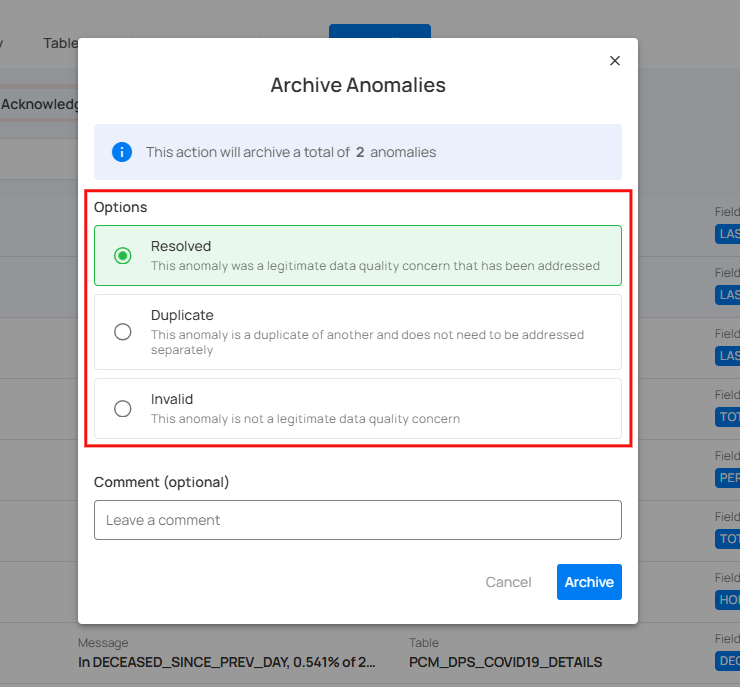 Table
Archive Anomalies
Acknowledg
This action will archive a total of 2 anomalies
Options
Resolved
This anomaly was a legitimate data quality concern that has been addressed
Duplicate
This anomaly is a duplicate of another and does not need to be addressed
separately
Invalid
This anomaly is not a legitimate data quality concern
Comment (optional)
Leave a comment
Cancel
Archive
Field
LAS
Field
LAS
Field
LAS
Field
TOT
Field
PER
Field
TOT
Field
HO
Message
In DECEASED_SINCE_PREV_DAY, 0.541% of 2...
Table
PCM_DPS_COVID19_DETAILS
Field
DEC